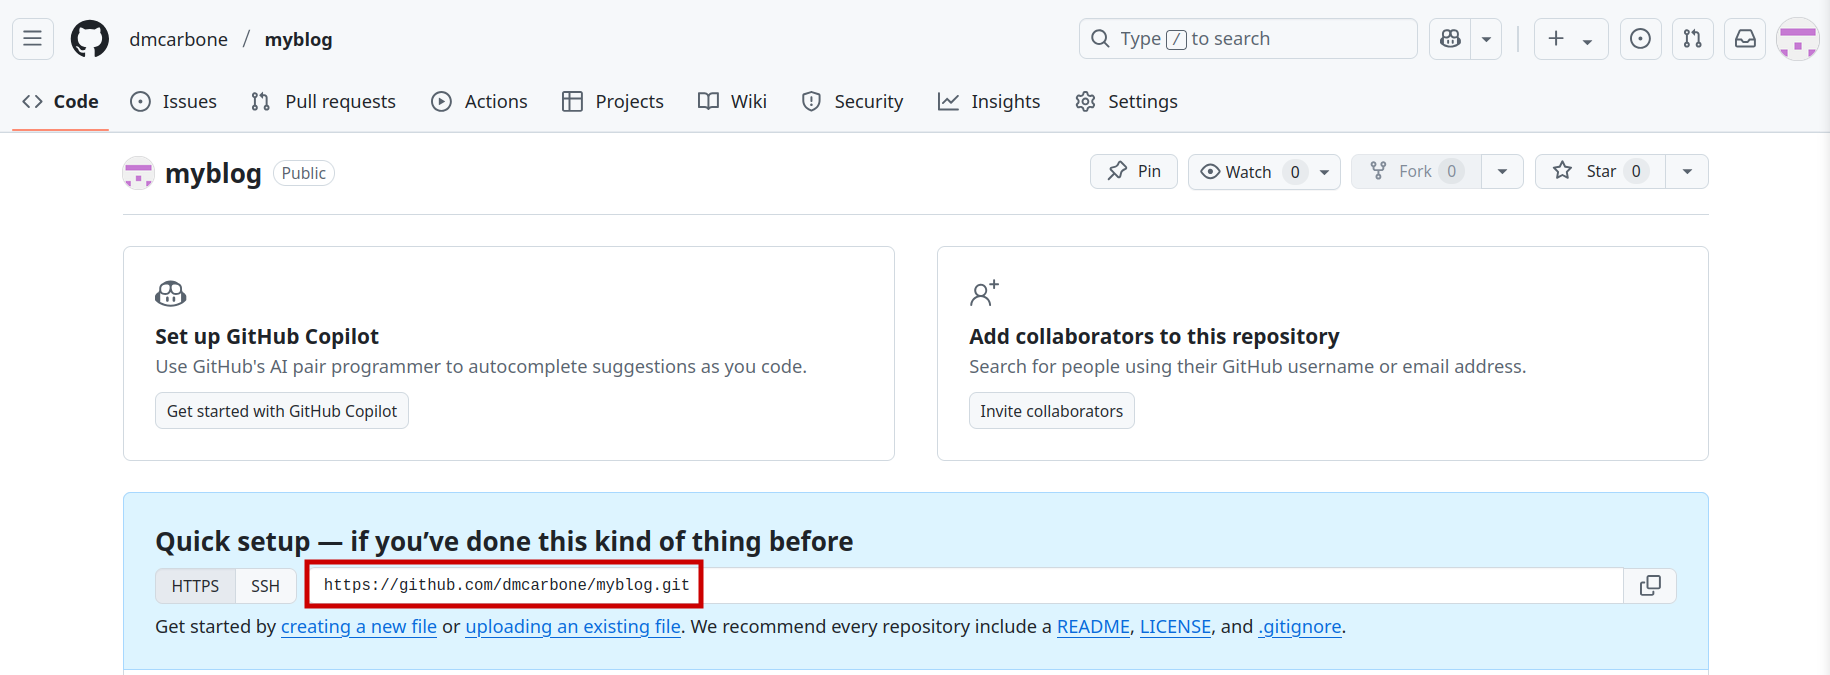 dmcarbone / myblog
Type / to search
Code Issues Pull requests Actions Projects Wiki Security Insights Settings
myblog Public
Pin Watch 0 Fork 0 Star 0
Set up GitHub Copilot
Use GitHub's AI pair programmer to autocomplete suggestions as you code.
Get started with GitHub Copilot
Add collaborators to this repository
Search for people using their GitHub username or email address.
Invite collaborators
Quick setup — if you’ve done this kind of thing before
HTTPS SSH https://github.com/dmcarbone/myblog.git
Get started by creating a new file or uploading an existing file. We recommend every repository include a README, LICENSE, and .gitignore.